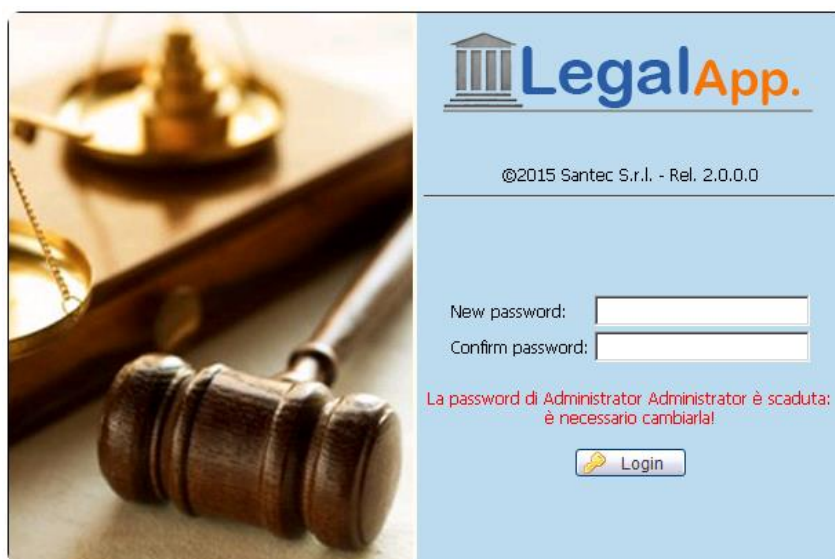 LegalApp.
©2015 Santec S.r.l. - Rel. 2.0.0.0
New password:
Confirm password:
La password di Administrator Administrator è scaduta:
è necessario cambiarla!
Login